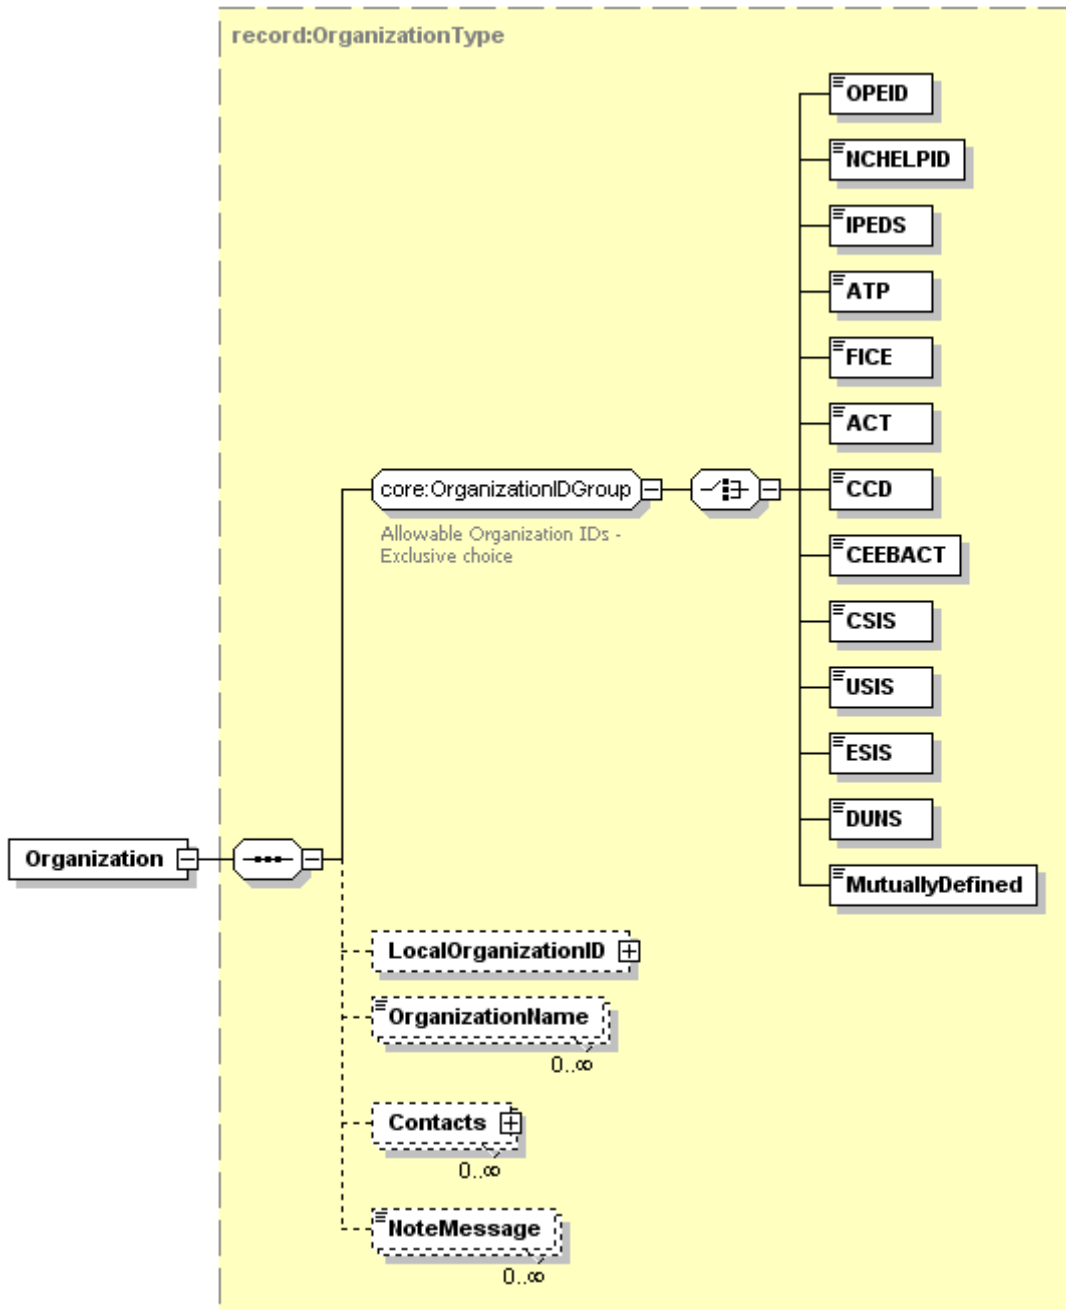 record:OrganizationType
OPEID
NCHELPID
IPEDS
ATP
FICE
ACT
core:OrganizationIDGroup
CCD
Allowable Organization IDs -
Exclusive choice
CEEBACT
CSIS
USIS
ESIS
DUNS
Organization
MutuallyDefined
LocalOrganizationID
OrganizationName
0..∞
Contacts
0..∞
NoteMessage
0..∞